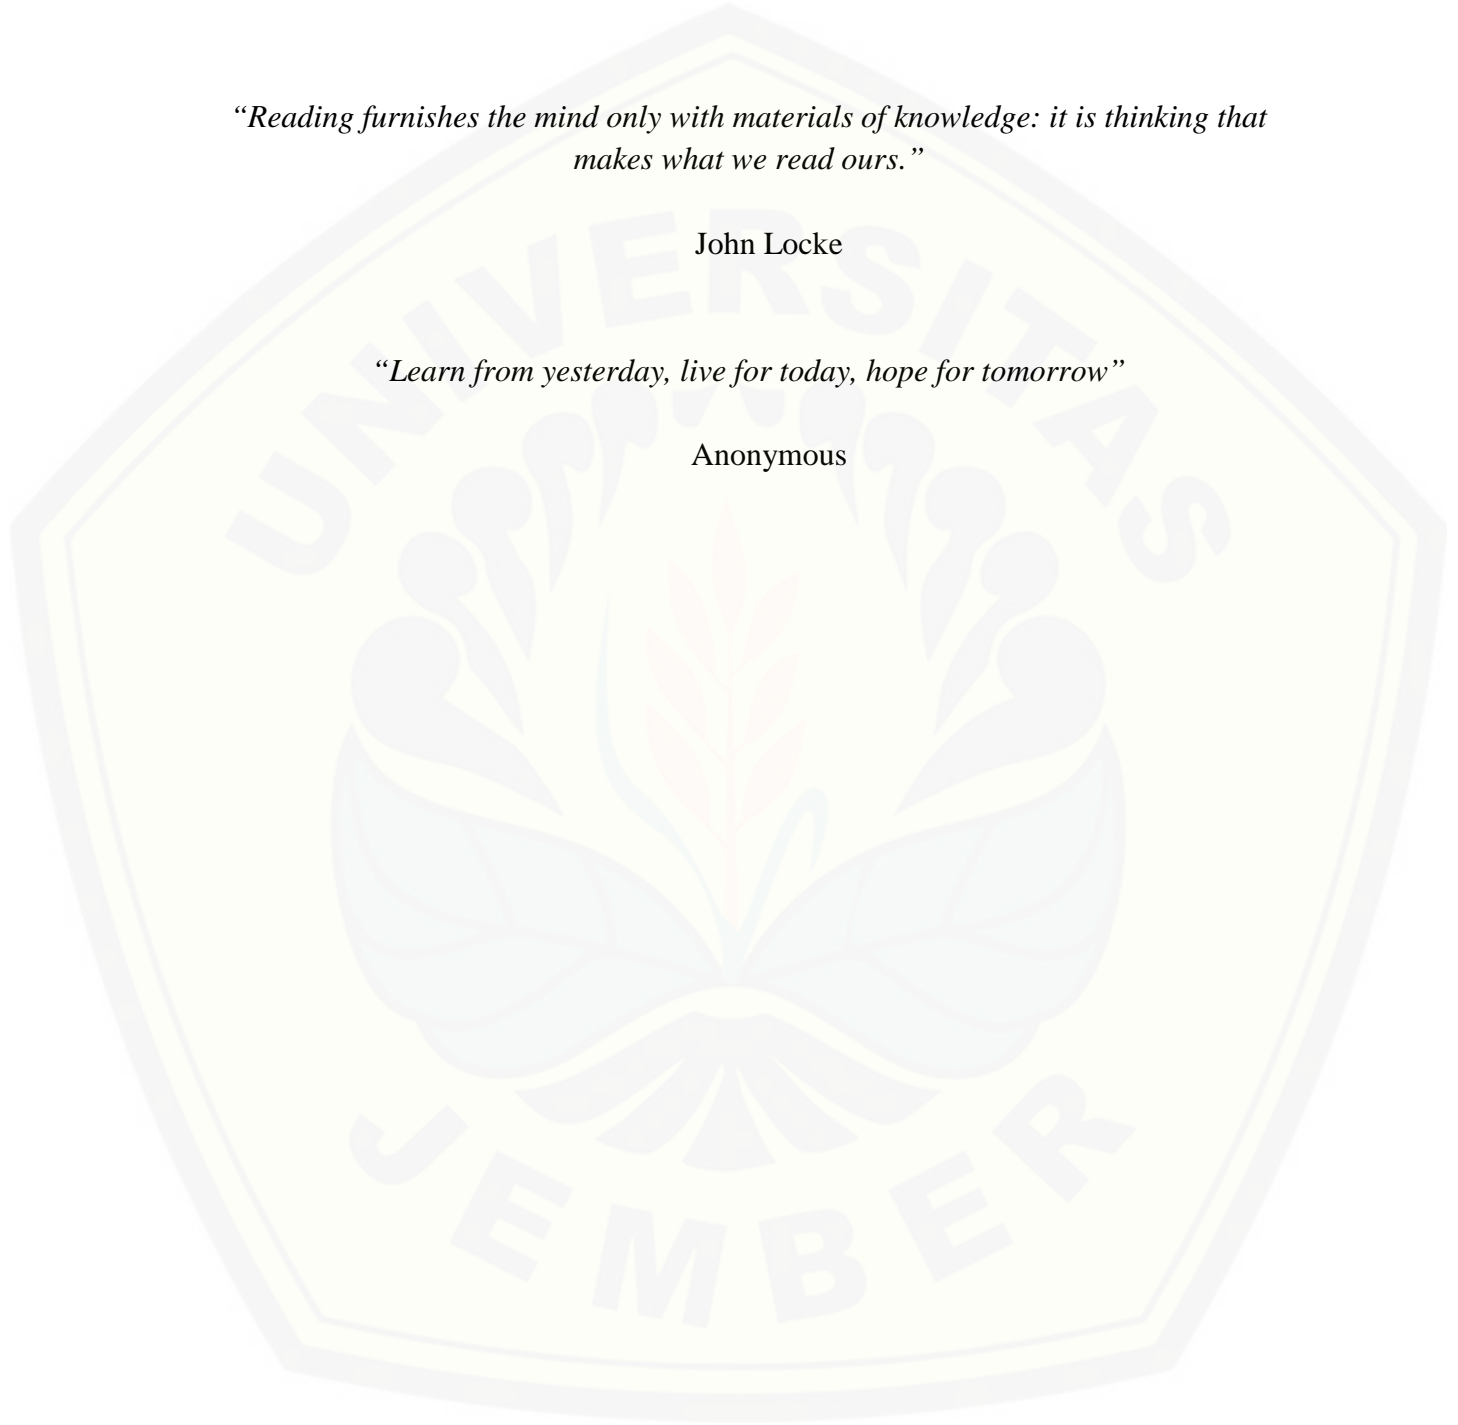 “Reading furnishes the mind only with materials of knowledge: it is thinking that
makes what we read ours.”
John Locke
“Learn from yesterday, live for today, hope for tomorrow”
Anonymous
UNIVERSITAS
JEMBER